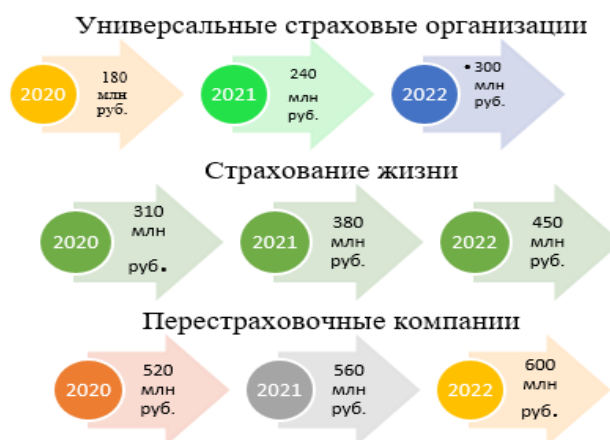 Универсальные страховые организации
2020
180
млн
руб.
2021
240
млн
руб.
2022
• 300
млн
руб.
Страхование жизни
2020
310
млн
руб.
2021
380
млн
руб.
2022
450
млн
руб.
Перестраховочные компании
2020
520
млн
руб.
2021
560
млн
руб.
2022
600
млн
руб.